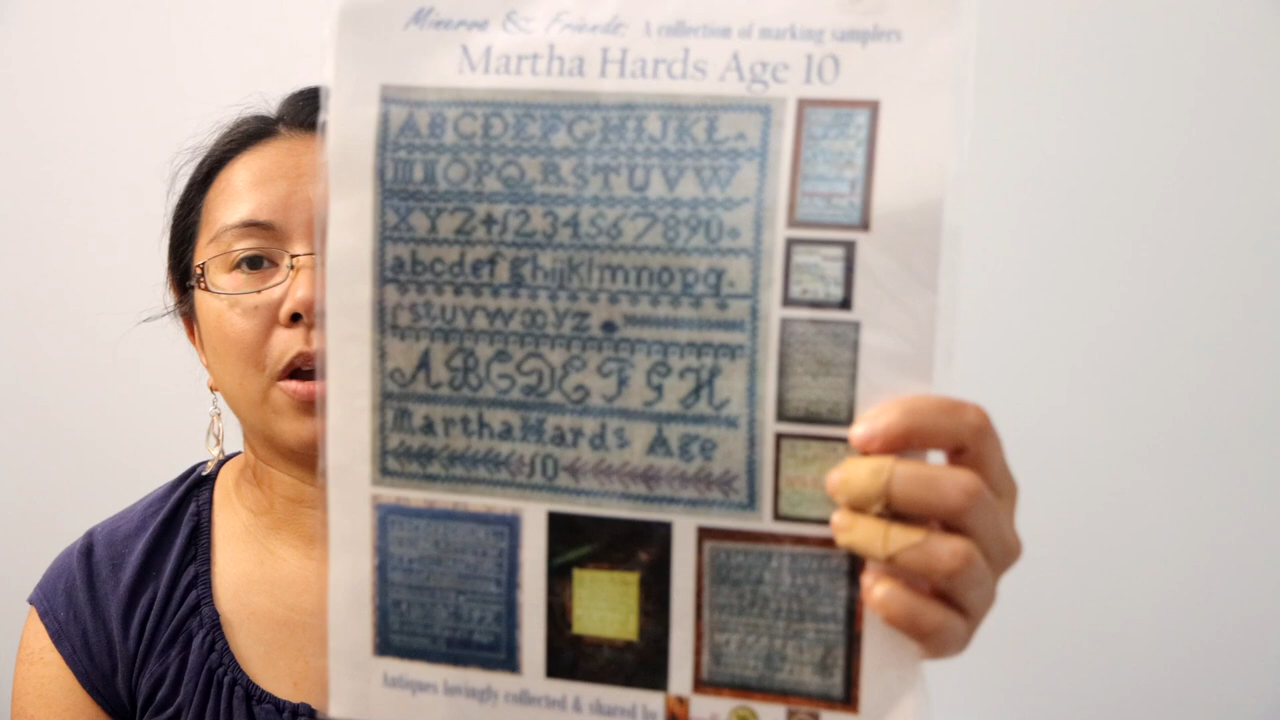 Minerva & Friends: A collection of marking samplers
Martha Hards Age 10
ABCDEFGHIJKL
MNOPQRSTUVW
XYZ+1234567890
abcdefghijklmnopq.
rstuvwxyz
ABCDEFGH
Martha Hards Age
10
Antiques lovingly collected & shared by